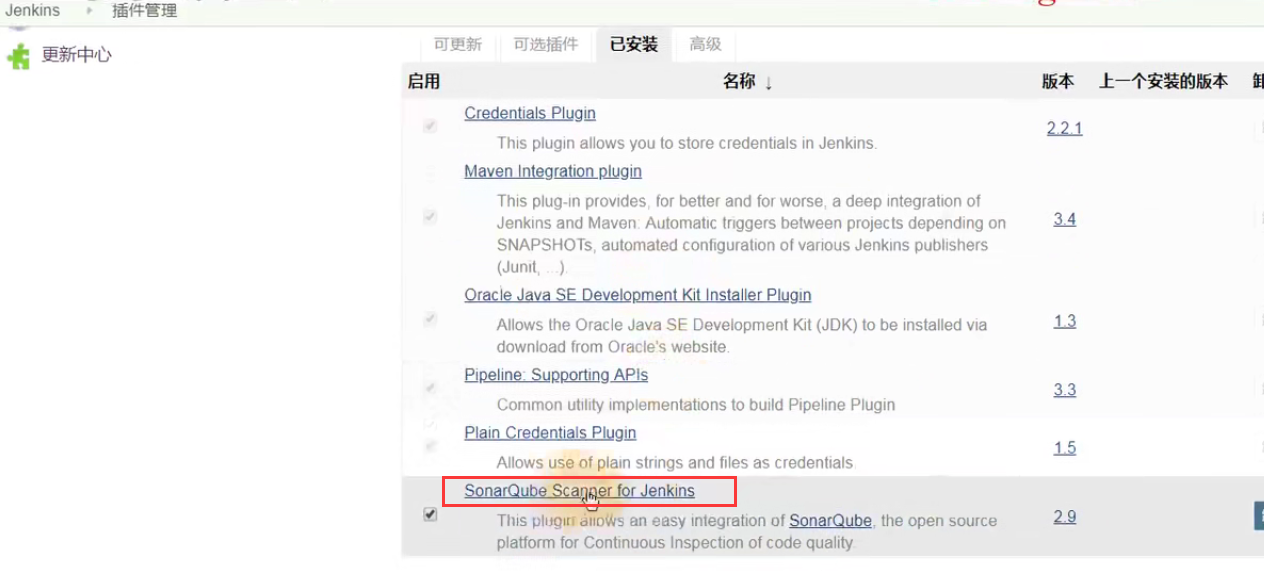 Jenkins 插件管理
更新中心
可更新 可选插件 已安装 高级
启用 名称 ↓ 版本 上一个安装的版本
Credentials Plugin
This plugin allows you to store credentials in Jenkins.
2.2.1
Maven Integration plugin
This plug-in provides, for better and for worse, a deep integration of
Jenkins and Maven: Automatic triggers between projects depending on
SNAPSHOTs, automated configuration of various Jenkins publishers
(Junit, ...).
3.4
Oracle Java SE Development Kit Installer Plugin
Allows the Oracle Java SE Development Kit (JDK) to be installed via
download from Oracle's website.
1.3
Pipeline: Supporting APIs
Common utility implementations to build Pipeline Plugin
3.3
Plain Credentials Plugin
Allows use of plain strings and files as credentials
1.5
SonarQube Scanner for Jenkins
This plugin allows an easy integration of SonarQube, the open source
platform for Continuous Inspection of code quality.
2.9